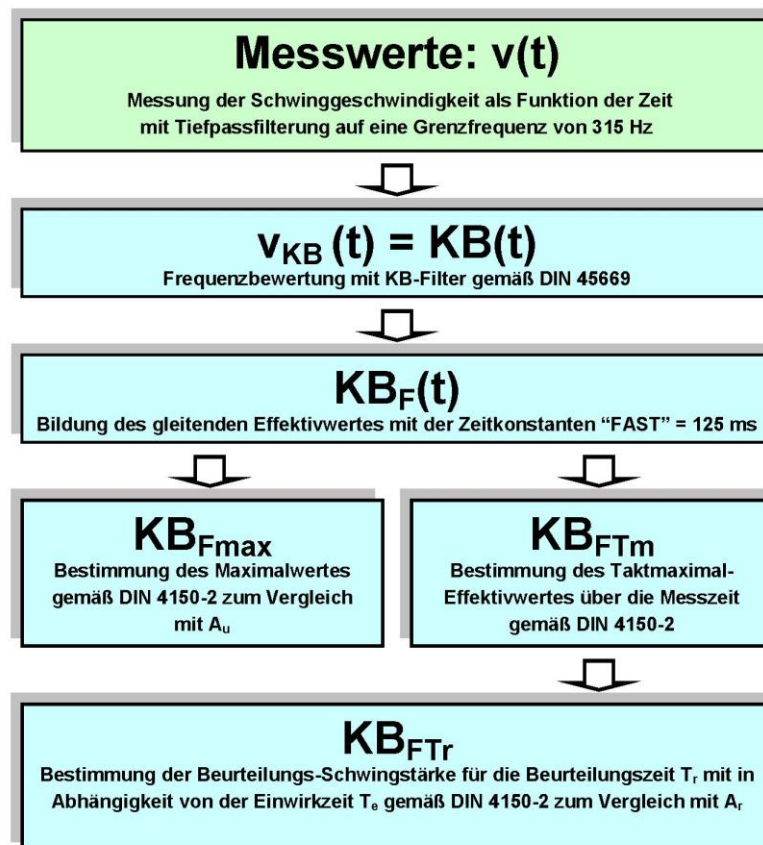 Messwerte: v(t)
Messung der Schwinggeschwindigkeit als Funktion der Zeit
mit Tiefpassfilterung auf eine Grenzfrequenz von 315 Hz
vKB (t) = KB(t)
Frequenzbewertung mit KB-Filter gemäß DIN 45669
KBF(t)
Bildung des gleitenden Effektivwertes mit der Zeitkonstanten “FAST” = 125 ms
KBFmax
Bestimmung des Maximalwertes
gemäß DIN 4150-2 zum Vergleich
mit Au
KBFTm
Bestimmung des Taktmaximal-
Effektivwertes über die Messzeit
gemäß DIN 4150-2
KBFTr
Bestimmung der Beurteilungs-Schwingstärke für die Beurteilungszeit Tr mit in
Abhängigkeit von der Einwirkzeit Te gemäß DIN 4150-2 zum Vergleich mit Ar